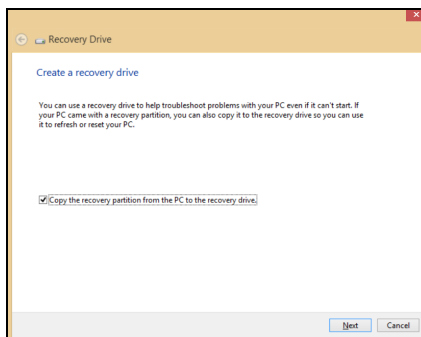 Recovery Drive
Create a recovery drive
You can use a recovery drive to help troubleshoot problems with your PC even if it can't start. If
your PC came with a recovery partition, you can also copy it to the recovery drive so you can use
it to refresh or reset your PC.
Copy the recovery partition from the PC to the recovery drive.
Next Cancel